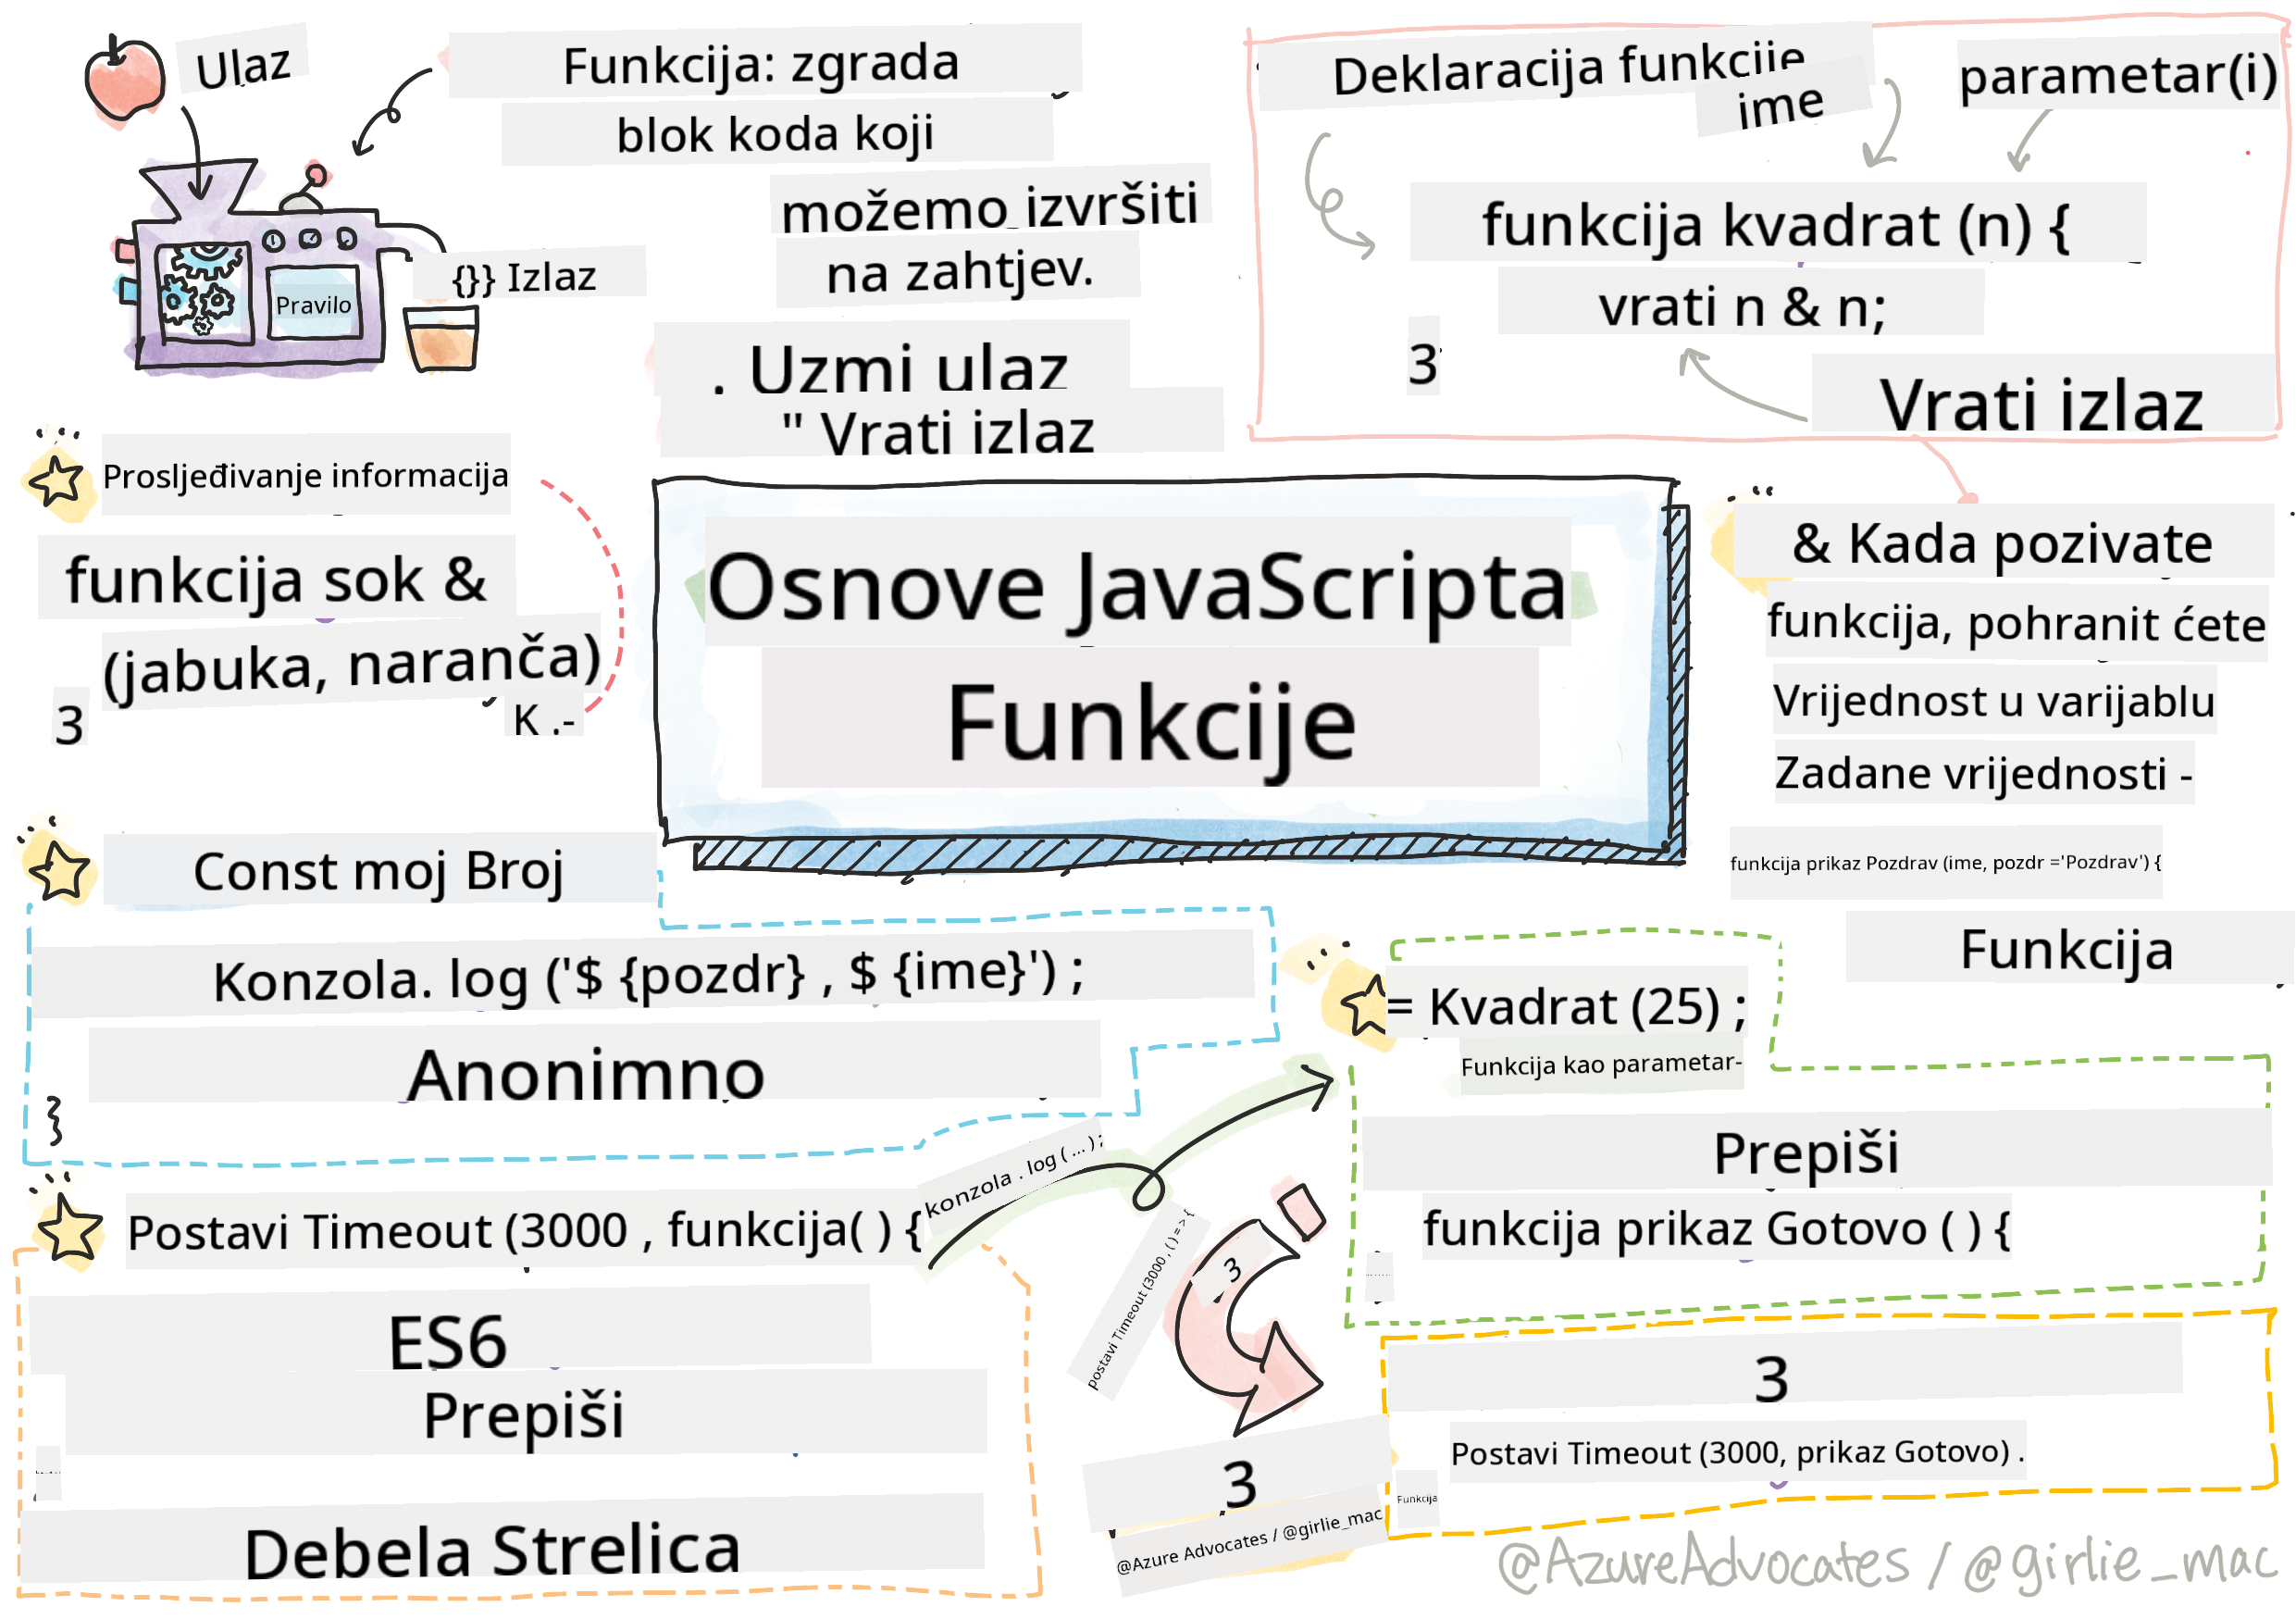 Ulaz
Funkcija: zgrada
blok koda koji
možemo izvršiti
na zahtjev.
{}} Izlaz
Pravilo
. Uzmi ulaz
" Vrati izlaz
Deklaracija funkcije
ime
parametar(i)
funkcija kvadrat (n) {
vrati n & n;
3
Vrati izlaz
Prosljeđivanje informacija
funkcija sok &
(jabuka, naranča)
3
K .-
Osnove JavaScripta
Funkcije
& Kada pozivate
funkcija, pohranit ćete
Vrijednost u varijablu
Zadane vrijednosti -
funkcija prikaz Pozdrav (ime, pozdr ='Pozdrav') {
Funkcija
Const moj Broj
Konzola. log ('$ {pozdr} , $ {ime}') ;
Anonimno
}
= Kvadrat (25) ;
Funkcija kao parametar-
Prepiši
funkcija prikaz Gotovo ( ) {
Postavi Timeout (3000 , funkcija( ) {
konzola . log ( ... ) ;
postavi Timeout (3000 , ( ) = > {
3
ES6
Prepiši
Debela Strelica
3
@Azure Advocates / @girlie_mac
3
Postavi Timeout (3000, prikaz Gotovo) .
Funkcija
@AzureAdvocates / @girlie_mac